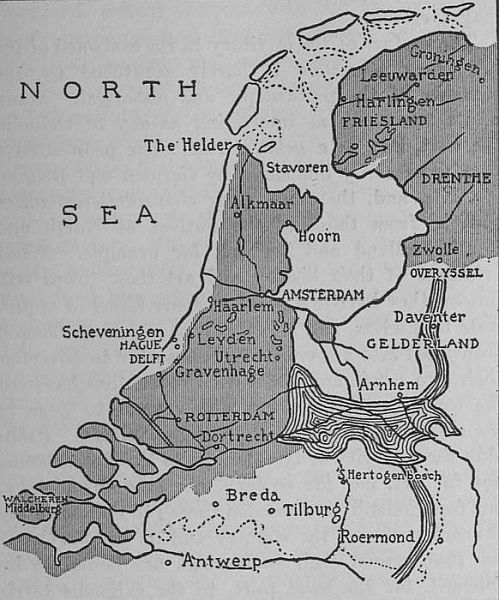 NORTH
SEA
Groningen
Leeuwarden
Harlingen
FRIESLAND
The Helder
Stavoren
DRENTHE
Alkmaar
Hoorn
Zwolle
OVERYSSEL
AMSTERDAM
Haarlem
Daventer
Scheveningen
HAGUE
Leyden
GELDERLAND
DELFT
Utrecht
Gravenhage
Arnhem
ROTTERDAM
Dortrecht
S.Hertogenbosch
WALCHEREN
Middelburg
Breda
Tilburg
Roermond
Antwerp